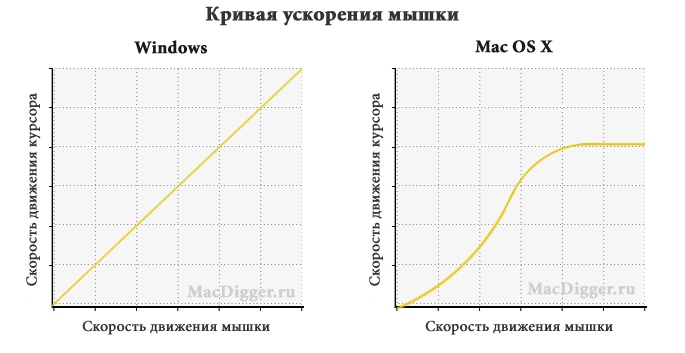 Кривая ускорения мышки
Windows
Mac OS X
Скорость движения курсора
MacDigger.ru
Скорость движения мышки
Скорость движения курсора
MacDigger.ru
Скорость движения мышки